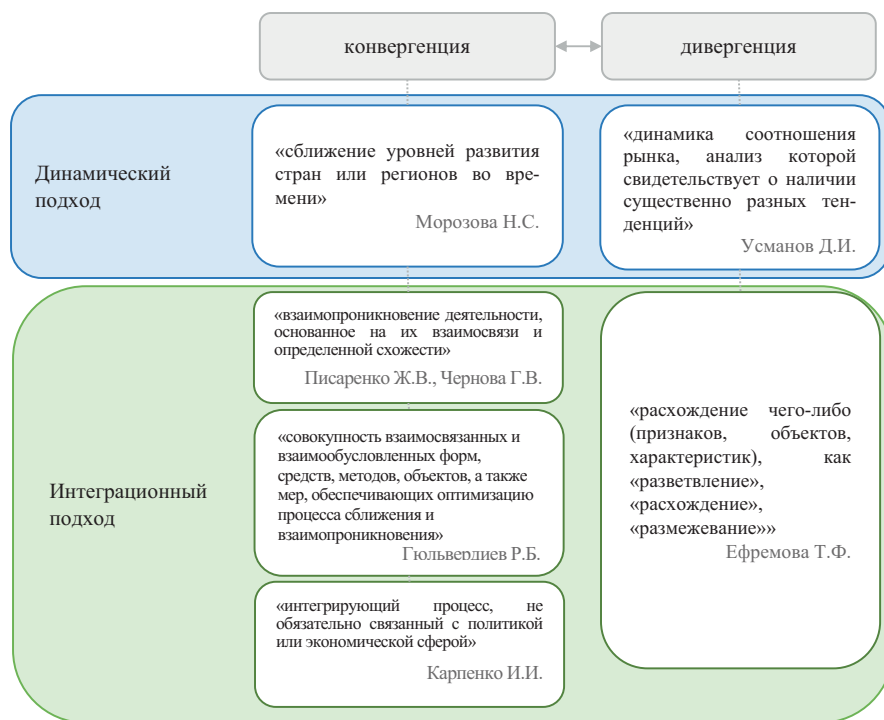 конвергенция
дивергенция
Динамический
подход
«сближение уровней развития
стран или регионов во вре-
мени»
Морозова Н.С.
«динамика соотношения
рынка, анализ которой
свидетельствует о наличии
существенно разных тен-
денций»
Усманов Д.И.
Интеграционный
подход
«взаимопроникновение деятельности,
основанное на их взаимосвязи и
определенной схожести»
Писаренко Ж.В., Чернова Г.В.
«совокупность взаимосвязанных и
взаимообусловленных форм,
средств, методов, объектов, а также
мер, обеспечивающих оптимизацию
процесса сближения и
взаимопроникновения»
Гюльвердиев Р.Б.
«интегрирующий процесс, не
обязательно связанный с политикой
или экономической сферой»
Карпенко И.И.
«расхождение чего-либо
(признаков, объектов,
характеристик), как
«разветвление»,
«расхождение»,
«размежевание»»
Ефремова Т.Ф.